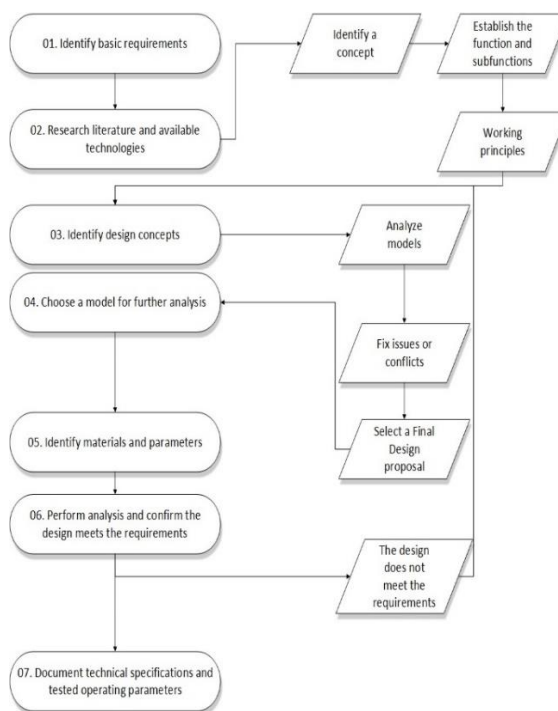 01. Identify basic requirements
Identify a
concept
Establish the
function and
subfunctions
02. Research literature and available
technologies
Working
principles
03. Identify design concepts
Analyze
models
04. Choose a model for further analysis
Fix issues or
conflicts
Select a Final
Design
proposal
05. Identify materials and parameters
06. Perform analysis and confirm the
design meets the requirements
The design
does not
meet the
requirements
07. Document technical specifications and
tested operating parameters